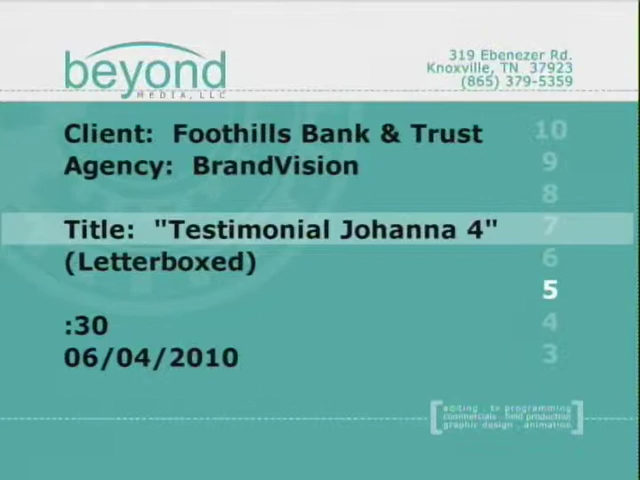 beyond
MEDIA, LLC
319 Ebenezer Rd.
Knoxville, TN 37923
(865) 379-5359
Client: Foothills Bank & Trust
Agency: BrandVision
Title: "Testimonial Johanna 4"
(Letterboxed)
:30
06/04/2010
10
9
8
7
6
5
4
3
editing . tv programming
commercials . field production
graphic design . animation